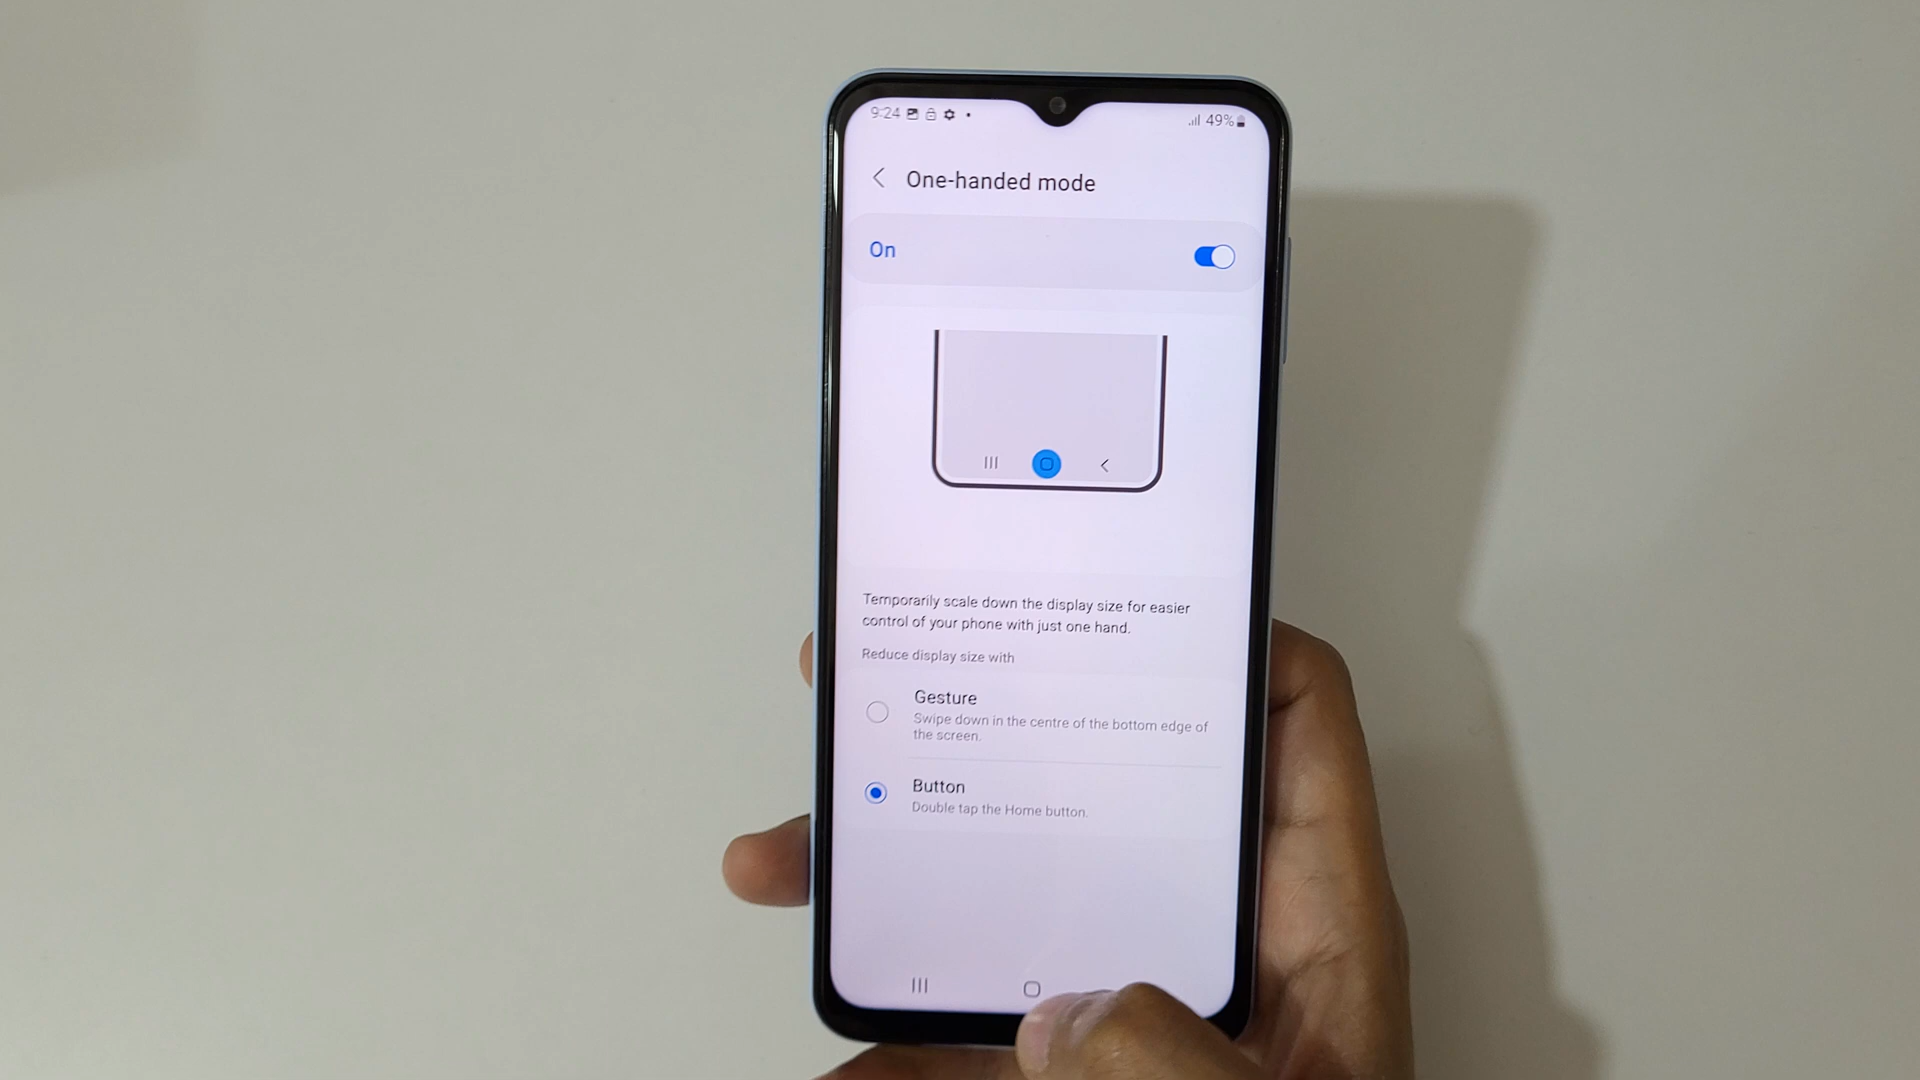 9:24 49%
One-handed mode
On
Temporarily scale down the display size for easier
control of your phone with just one hand.
Reduce display size with
Gesture
Swipe down in the centre of the bottom edge of
the screen.
Button
Double tap the Home button.